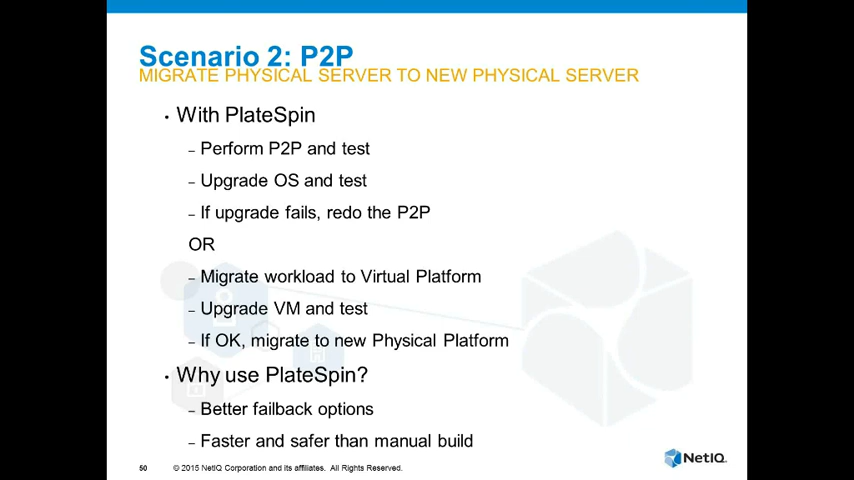 Scenario 2: P2P
MIGRATE PHYSICAL SERVER TO NEW PHYSICAL SERVER
• With PlateSpin
– Perform P2P and test
– Upgrade OS and test
– If upgrade fails, redo the P2P
OR
– Migrate workload to Virtual Platform
– Upgrade VM and test
– If OK, migrate to new Physical Platform
• Why use PlateSpin?
– Better failback options
– Faster and safer than manual build
50 © 2015 NetIQ Corporation and its affiliates. All Rights Reserved.
NetIQ.